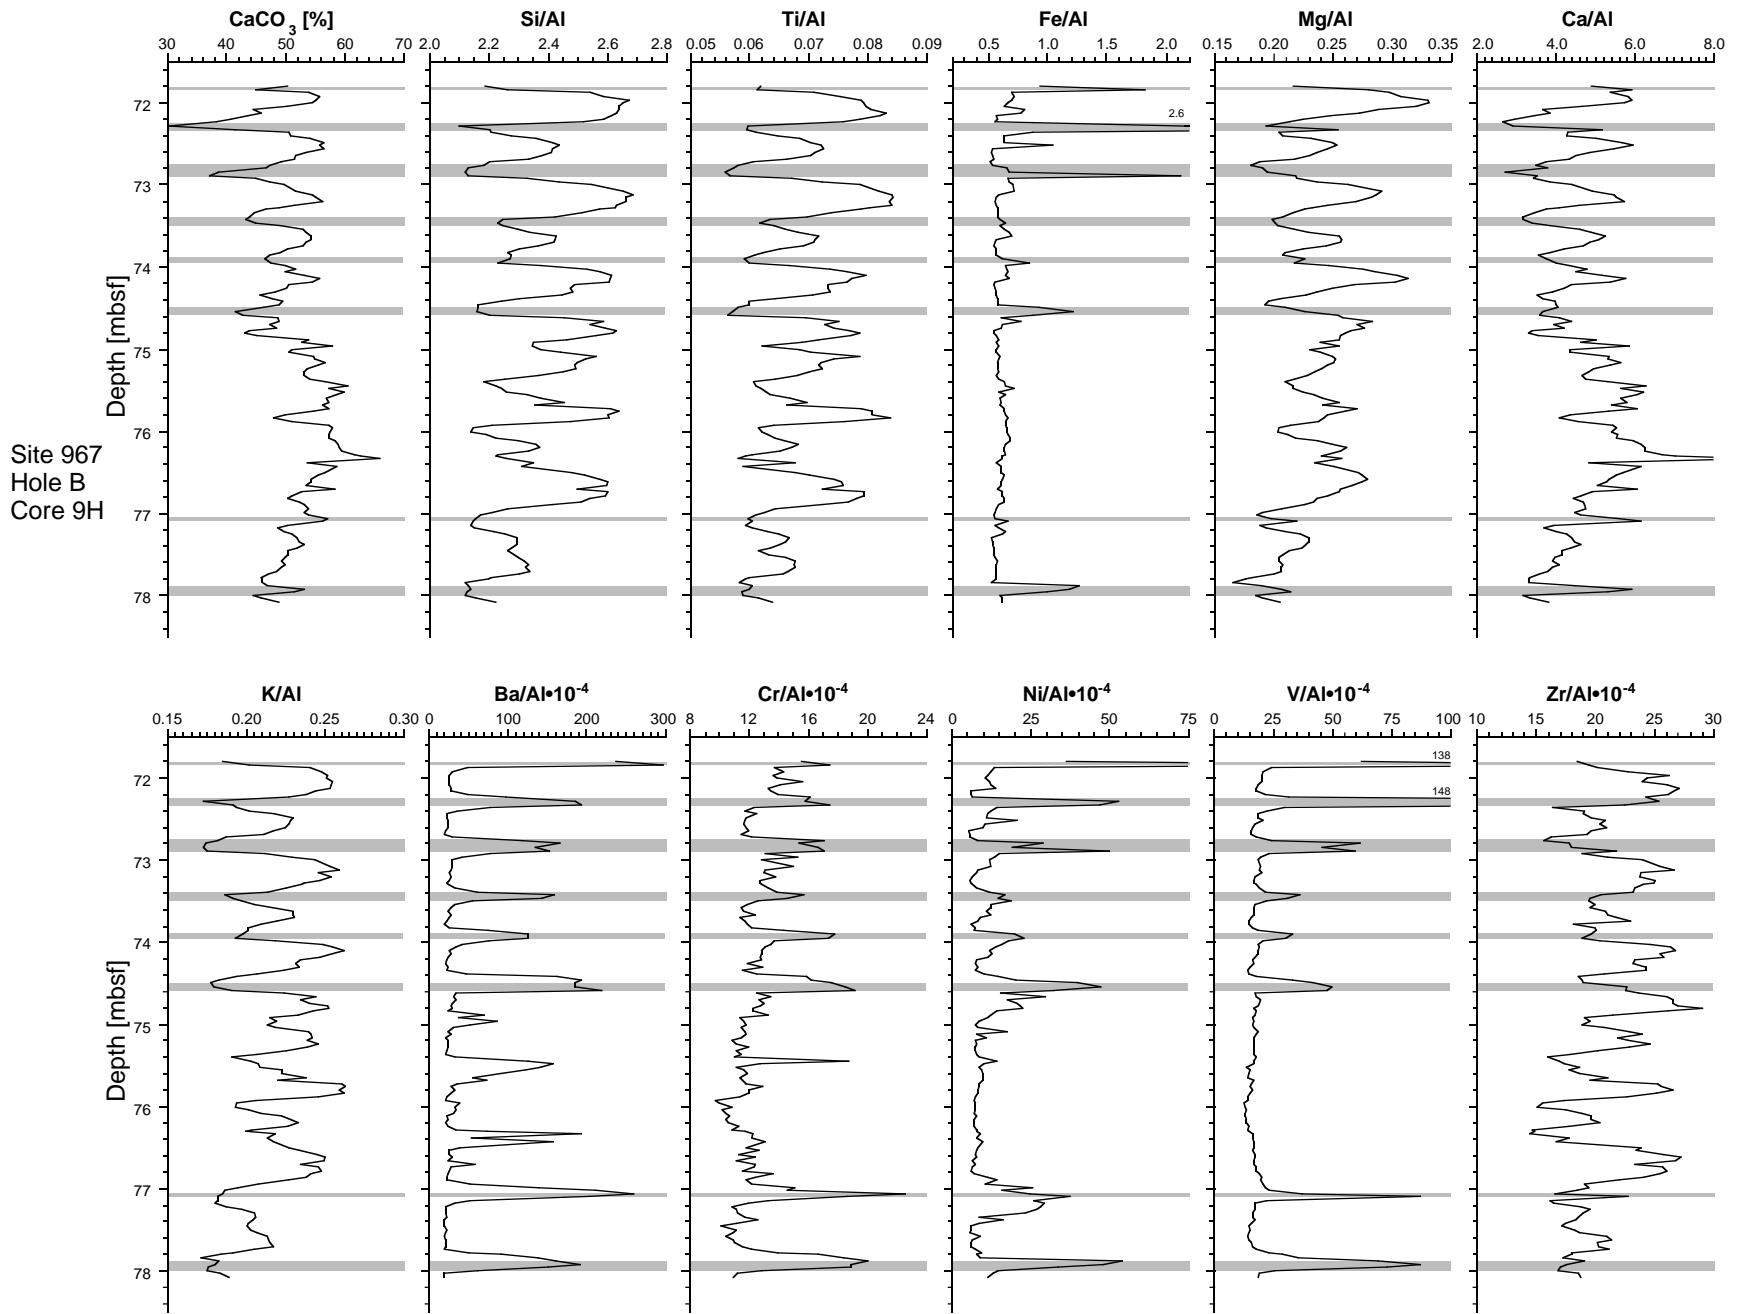 CaCO3 [%] Si/Al Ti/Al Fe/Al Mg/Al Ca/Al
30 40 50 60 70 2.0 2.2 2.4 2.6 2.8 0.05 0.06 0.07 0.08 0.09 0.5 1.0 1.5 2.0 0.15 0.20 0.25 0.30 0.35 2.0 4.0 6.0 8.0
72
2.6
73
74
Depth [mbsf]
75
76
Site 967
Hole B
Core 9H
77
78
K/Al Ba/Al•10-4 Cr/Al•10-4 Ni/Al•10-4 V/Al•10-4 Zr/Al•10-4
0.15 0.20 0.25 0.30 0 100 200 300 8 12 16 20 24 0 25 50 75 0 25 50 75 100 10 15 20 25 30
138
72
148
73
74
Depth [mbsf]
75
76
77
78